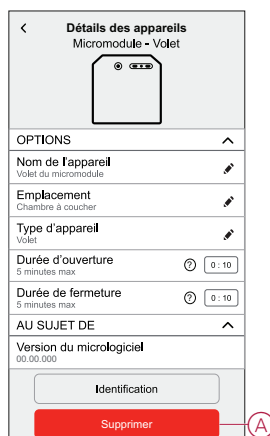 Détails des appareils
Micromodule - Volet
OPTIONS
Nom de l'appareil
Volet du micromodule
Emplacement
Chambre à coucher
Type d'appareil
Volet
Durée d'ouverture
5 minutes max
? 0 : 10
Durée de fermeture
5 minutes max
? 0 : 10
AU SUJET DE
Version du micrologiciel
00.00.000
Identification
Supprimer
A